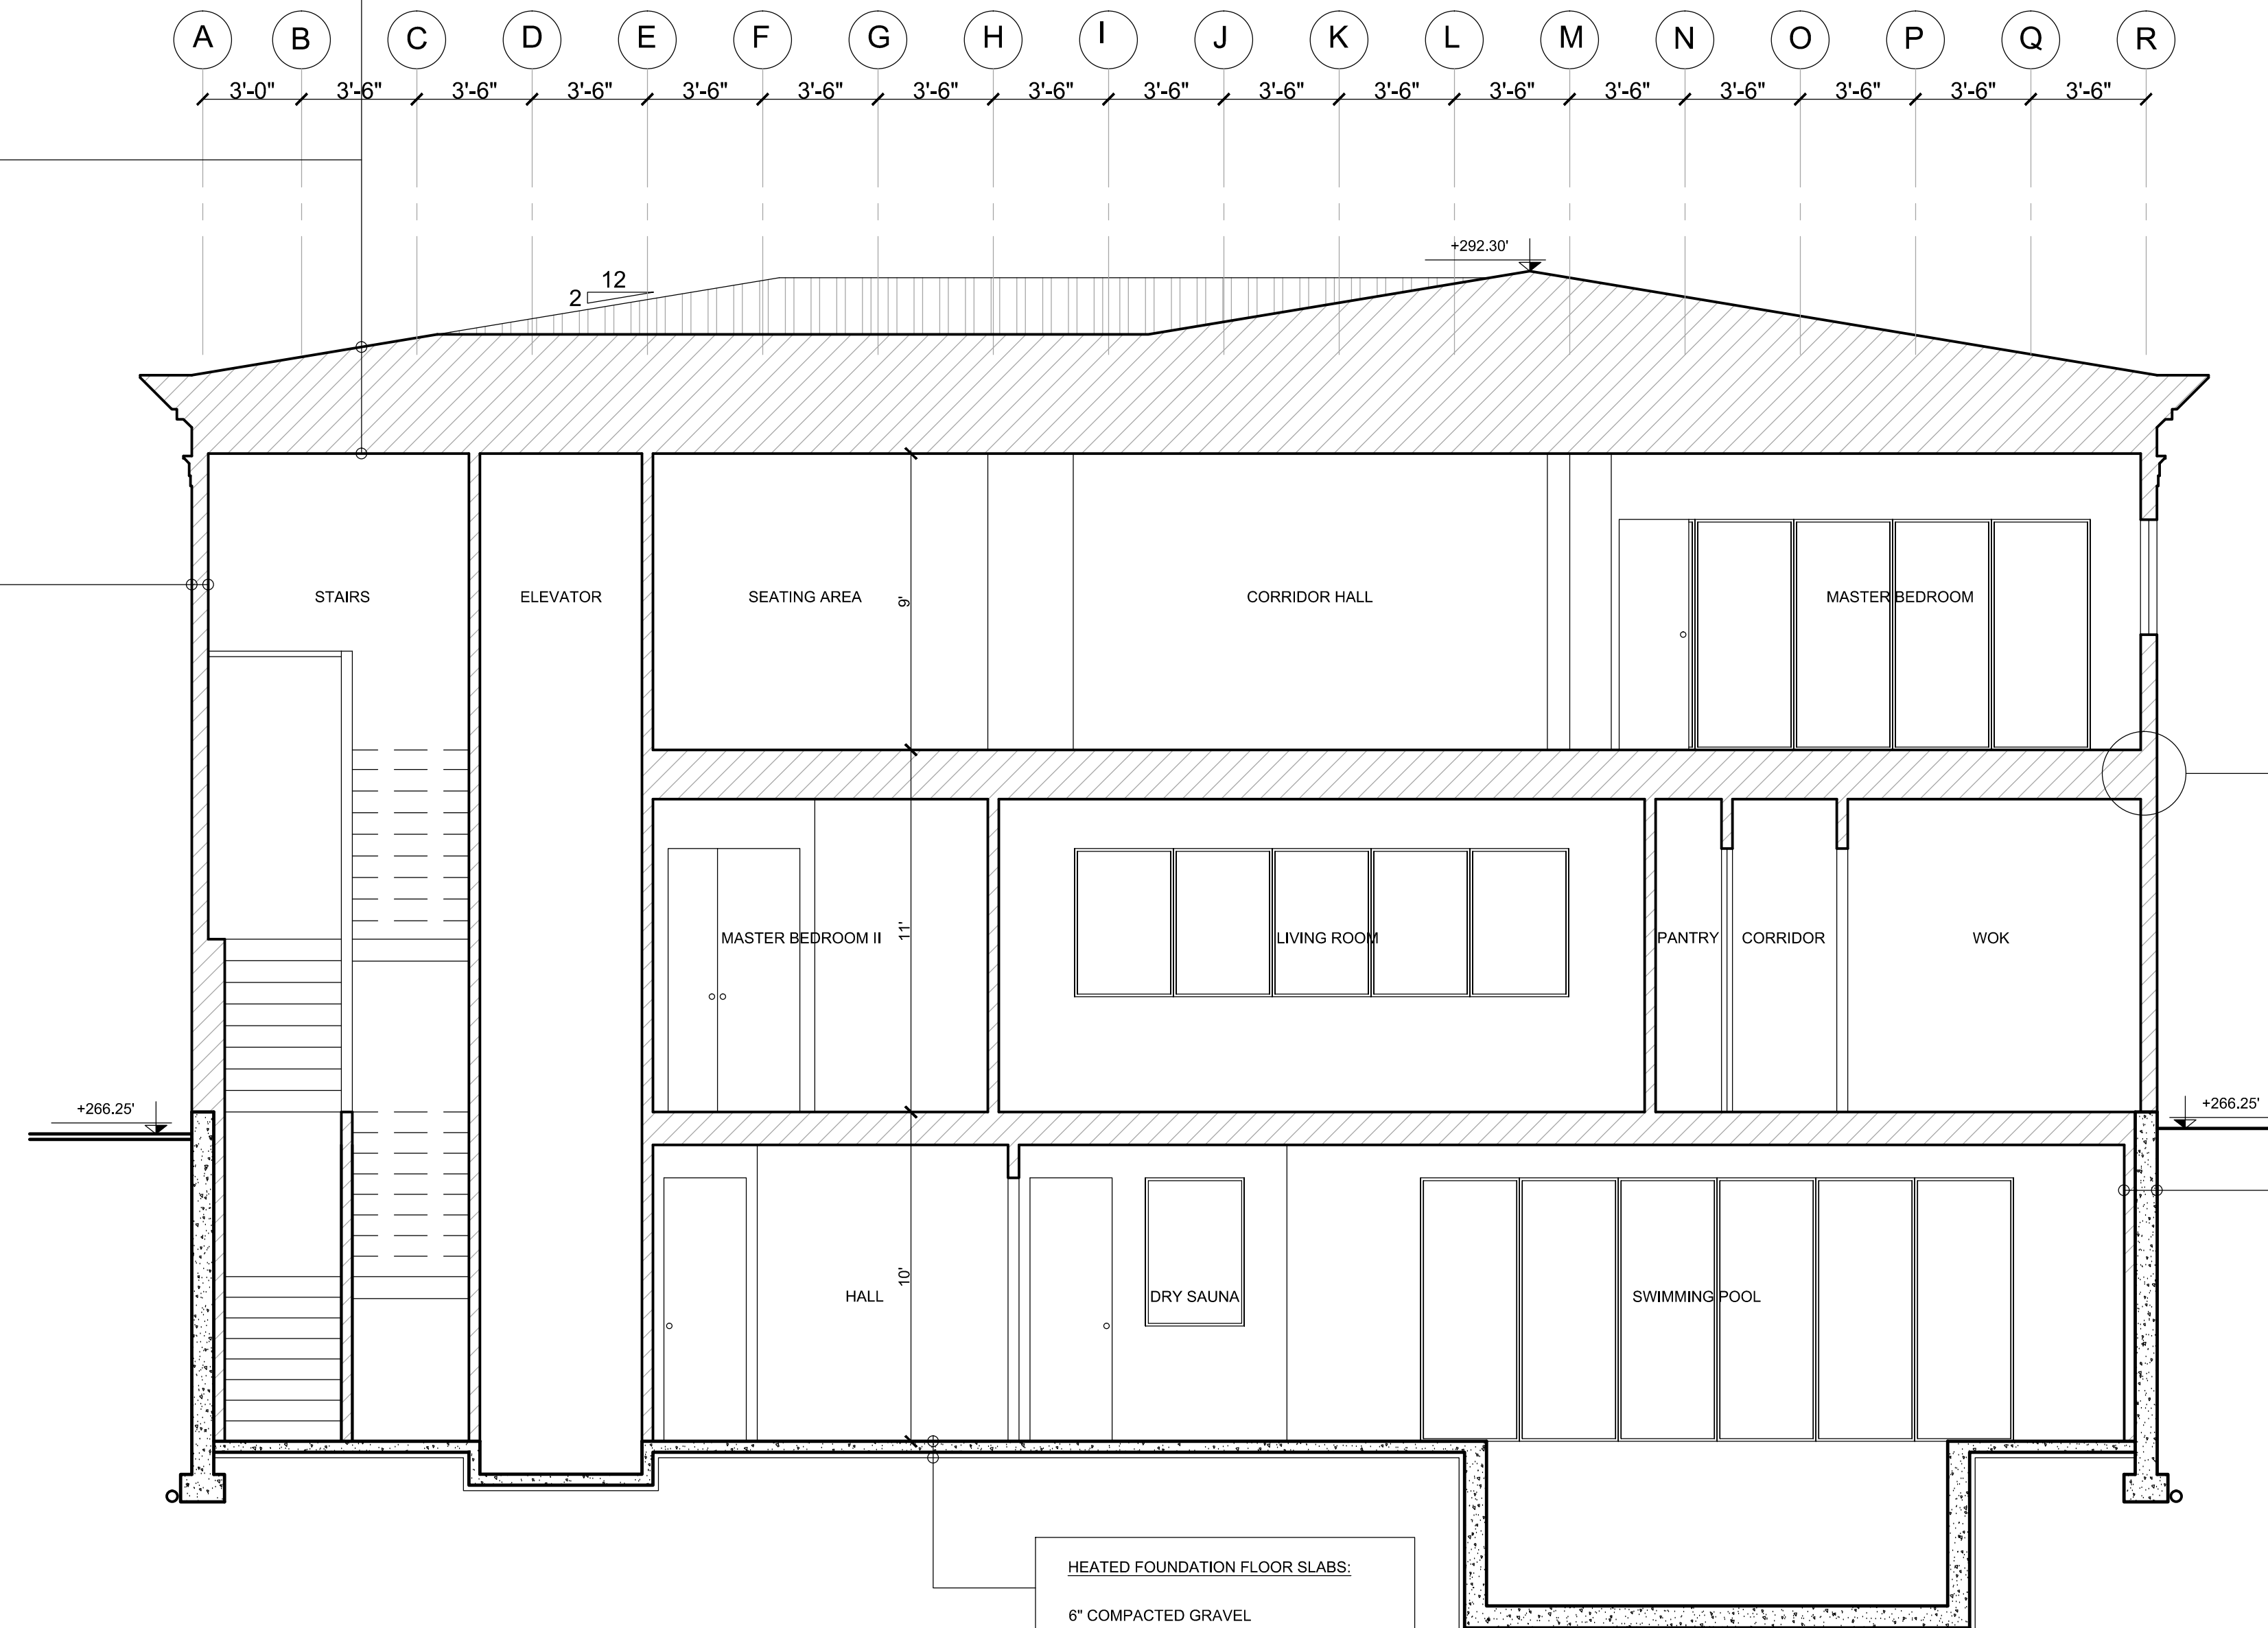 A B C D E F G H I J K L M N O P Q R
3'-0" 3'-6" 3'-6" 3'-6" 3'-6" 3'-6" 3'-6" 3'-6" 3'-6" 3'-6" 3'-6" 3'-6" 3'-6" 3'-6" 3'-6" 3'-6" 3'-6"
+292.30'
12
2
STAIRS ELEVATOR SEATING AREA 9' CORRIDOR HALL MASTER BEDROOM
MASTER BEDROOM II 11' LIVING ROOM PANTRY CORRIDOR WOK
+266.25' +266.25'
HALL 10' DRY SAUNA SWIMMING POOL
HEATED FOUNDATION FLOOR SLABS:
6" COMPACTED GRAVEL